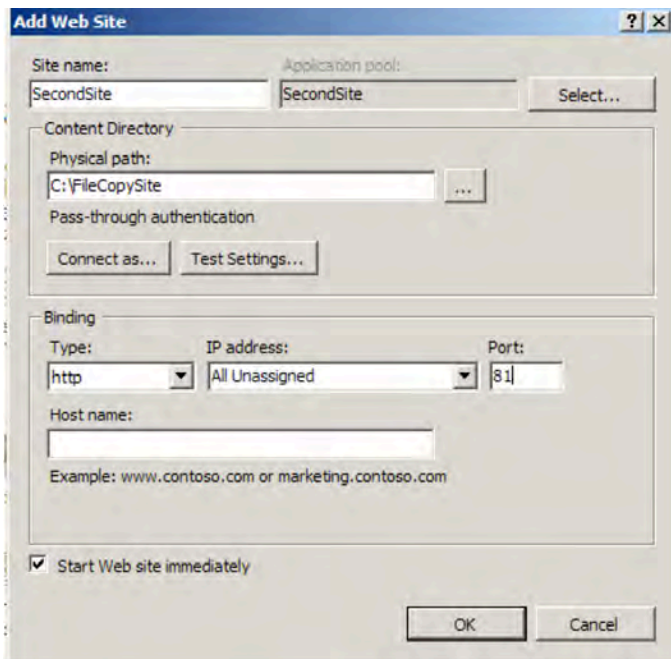 Add Web Site
Site name: Application pool:
SecondSite SecondSite Select...
Content Directory
Physical path:
C:\FileCopySite ...
Pass-through authentication
Connect as... Test Settings...
Binding
Type: IP address: Port:
http All Unassigned 81
Host name:
Example: www.contoso.com or marketing.contoso.com
Start Web site immediately
OK Cancel